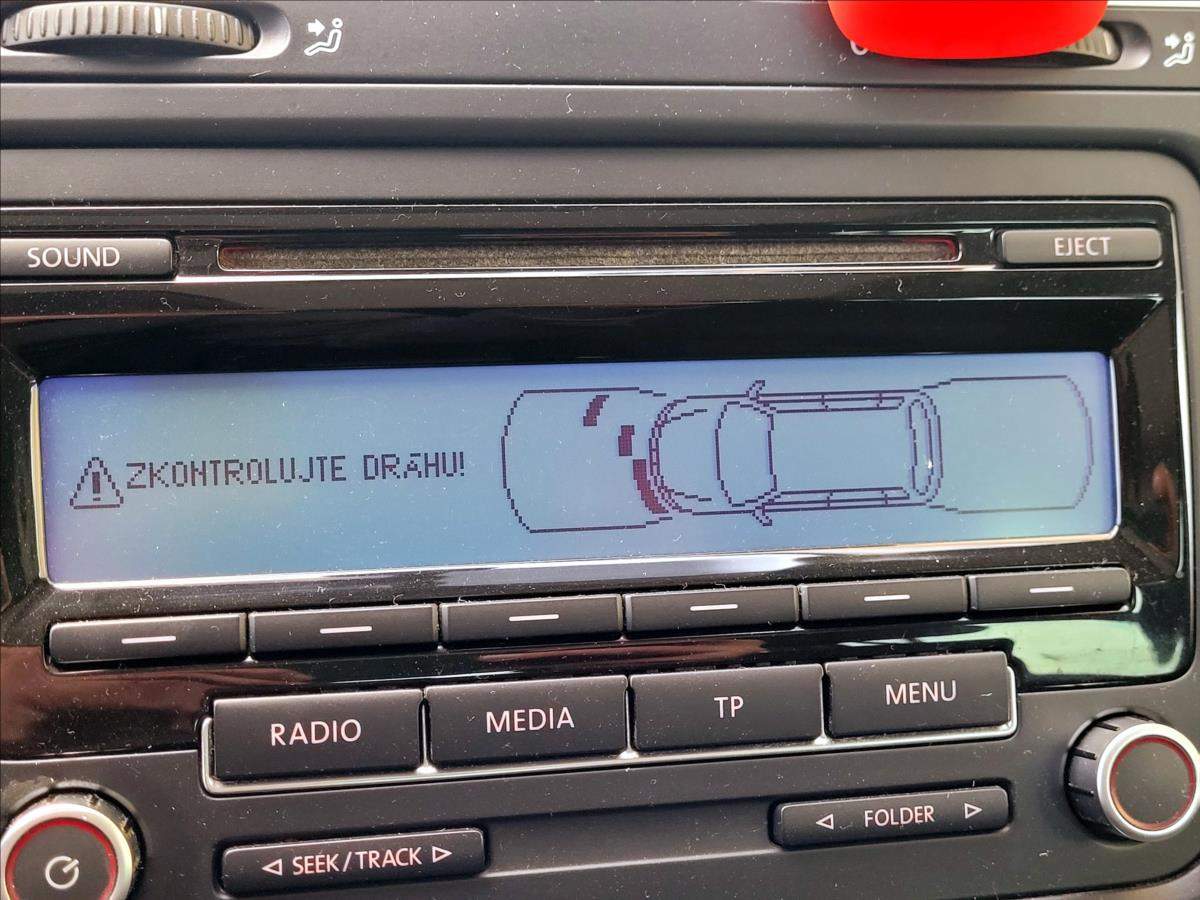 SOUND
EJECT
ZKONTROLUJTE DRÁHU!
RADIO
MEDIA
TP
MENU
FOLDER
SEEK/TRACK